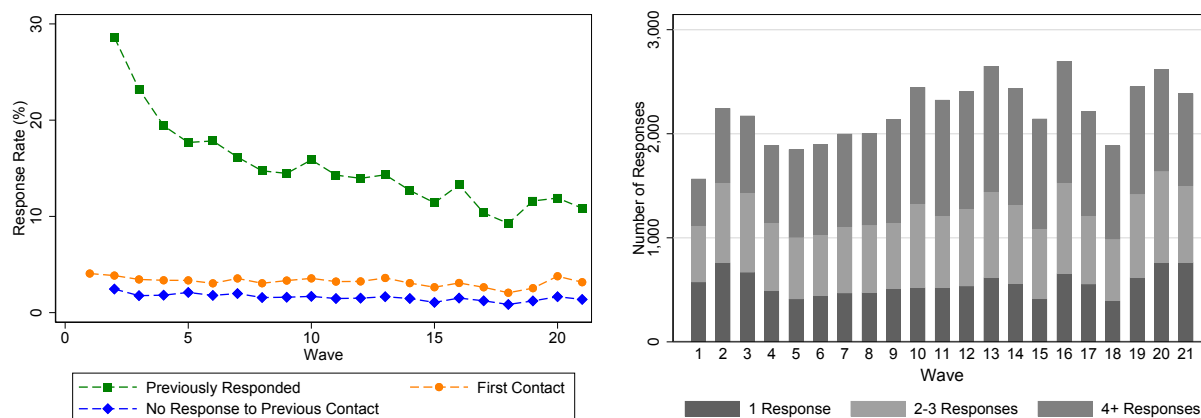 30
20
10
0
Response Rate (%)
0 5 10 15 20
Wave
Previously Responded First Contact
No Response to Previous Contact
3,000
2,000
1,000
0
Number of Responses
1 2 3 4 5 6 7 8 9 10 11 12 13 14 15 16 17 18 19 20 21
Wave
1 Response 2-3 Responses 4+ Responses